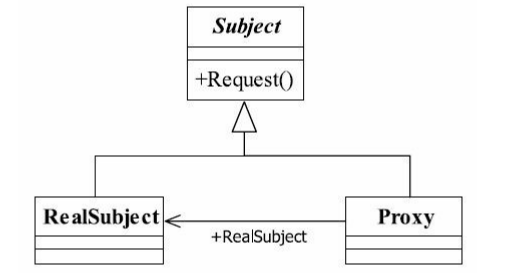 Subject
+Request()
RealSubject
Proxy
+RealSubject